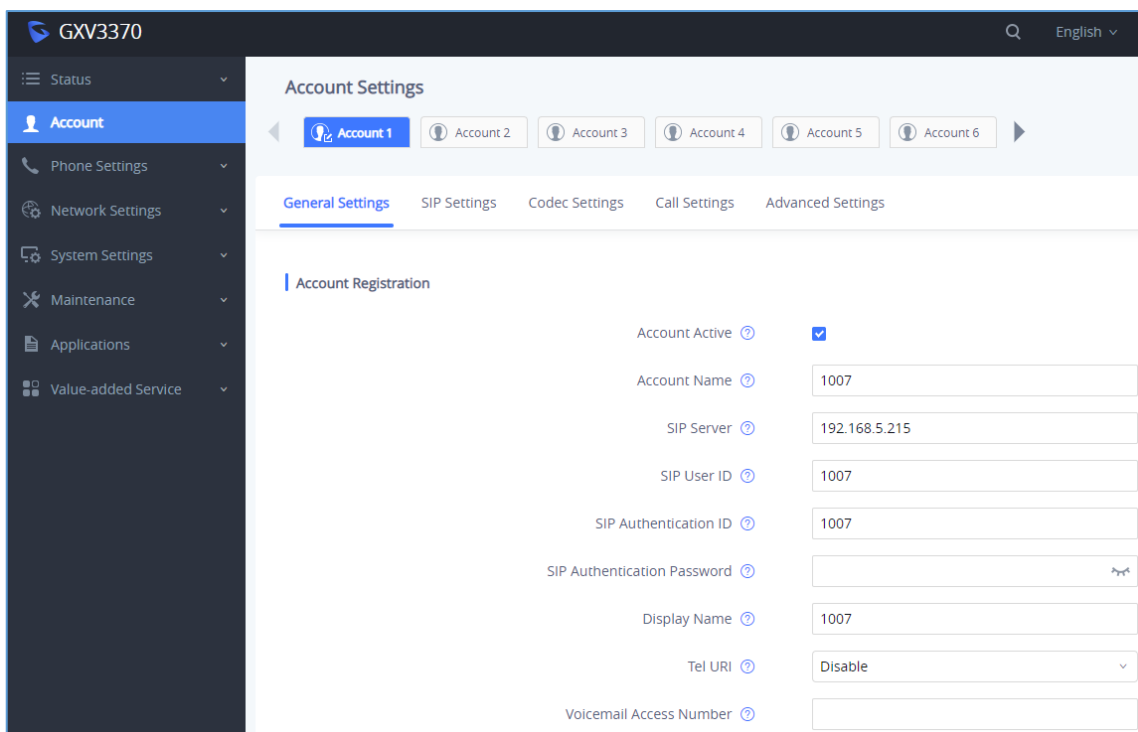 GXV3370
English
Status
Account
Phone Settings
Network Settings
System Settings
Maintenance
Applications
Value-added Service
Account Settings
Account 1 Account 2 Account 3 Account 4 Account 5 Account 6
General Settings SIP Settings Codec Settings Call Settings Advanced Settings
Account Registration
Account Active ?
Account Name ? 1007
SIP Server ? 192.168.5.215
SIP User ID ? 1007
SIP Authentication ID ? 1007
SIP Authentication Password ?
Display Name ? 1007
Tel URI ? Disable
Voicemail Access Number ?